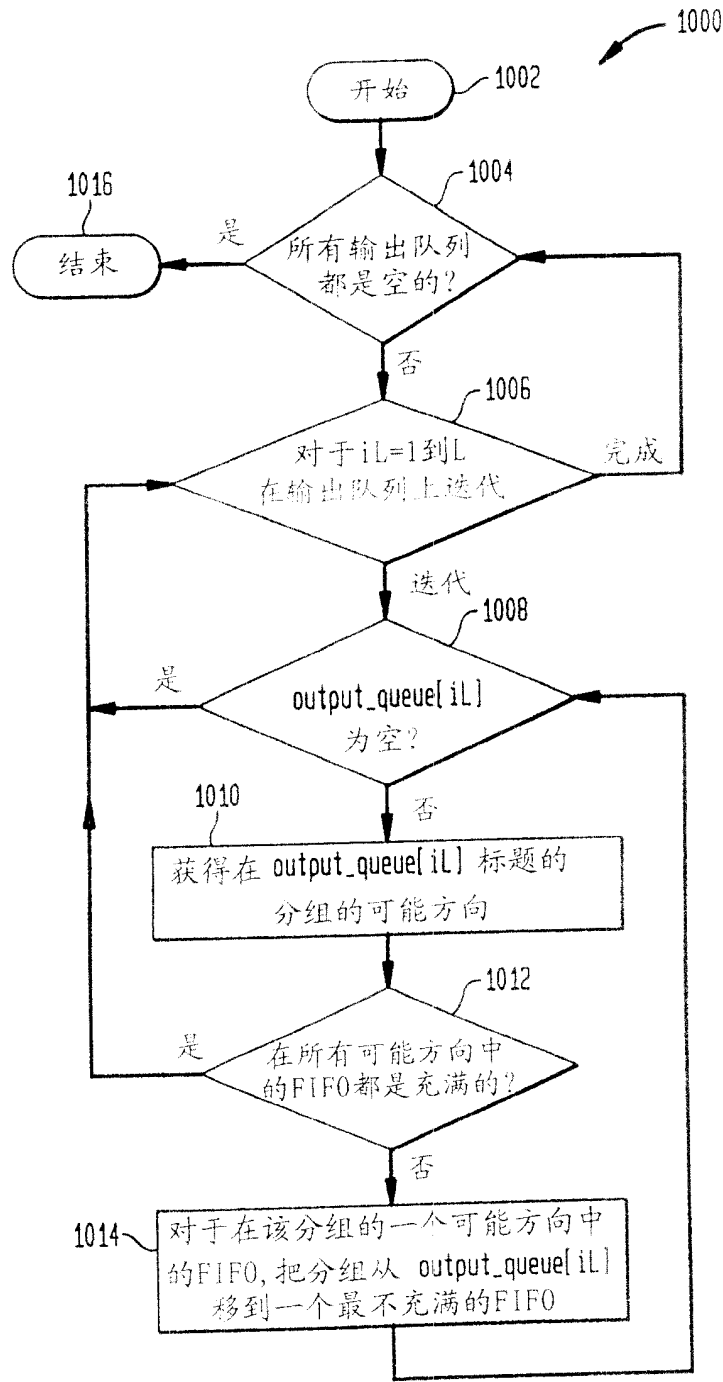 1000
开始
1002
1004
1016
是
结束
所有输出队列
都是空的?
否
1006
对于iL=1到L
在输出队列上迭代
完成
迭代
1008
是
output_queue[iL]
为空?
否
1010
获得在 output_queue[iL] 标题的
分组的可能方向
1012
是
在所有可能方向中
的FIFO都是充满的?
否
1014
对于在该分组的一个可能方向中
的FIFO,把分组从 output_queue[iL]
移到一个最不充满的FIFO